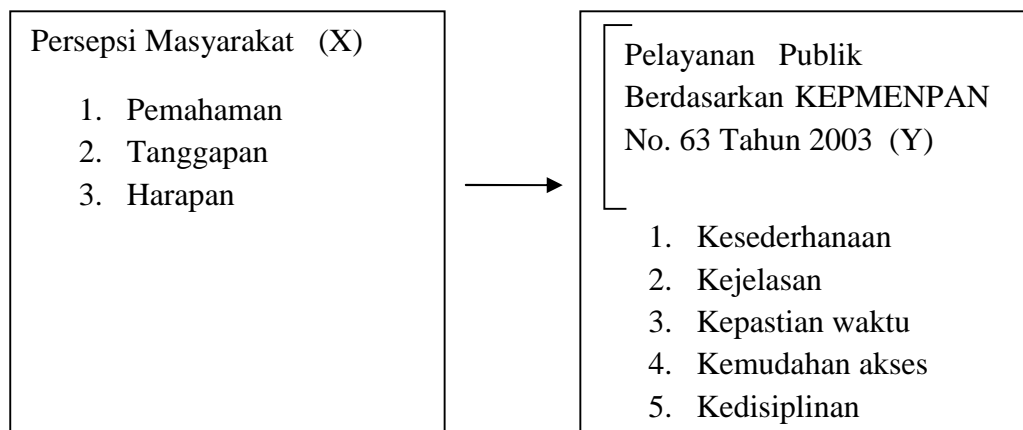 Persepsi Masyarakat (X)
1. Pemahaman
2. Tanggapan
3. Harapan
Pelayanan Publik
Berdasarkan KEPMENPAN
No. 63 Tahun 2003 (Y)
1. Kesederhanaan
2. Kejelasan
3. Kepastian waktu
4. Kemudahan akses
5. Kedisiplinan